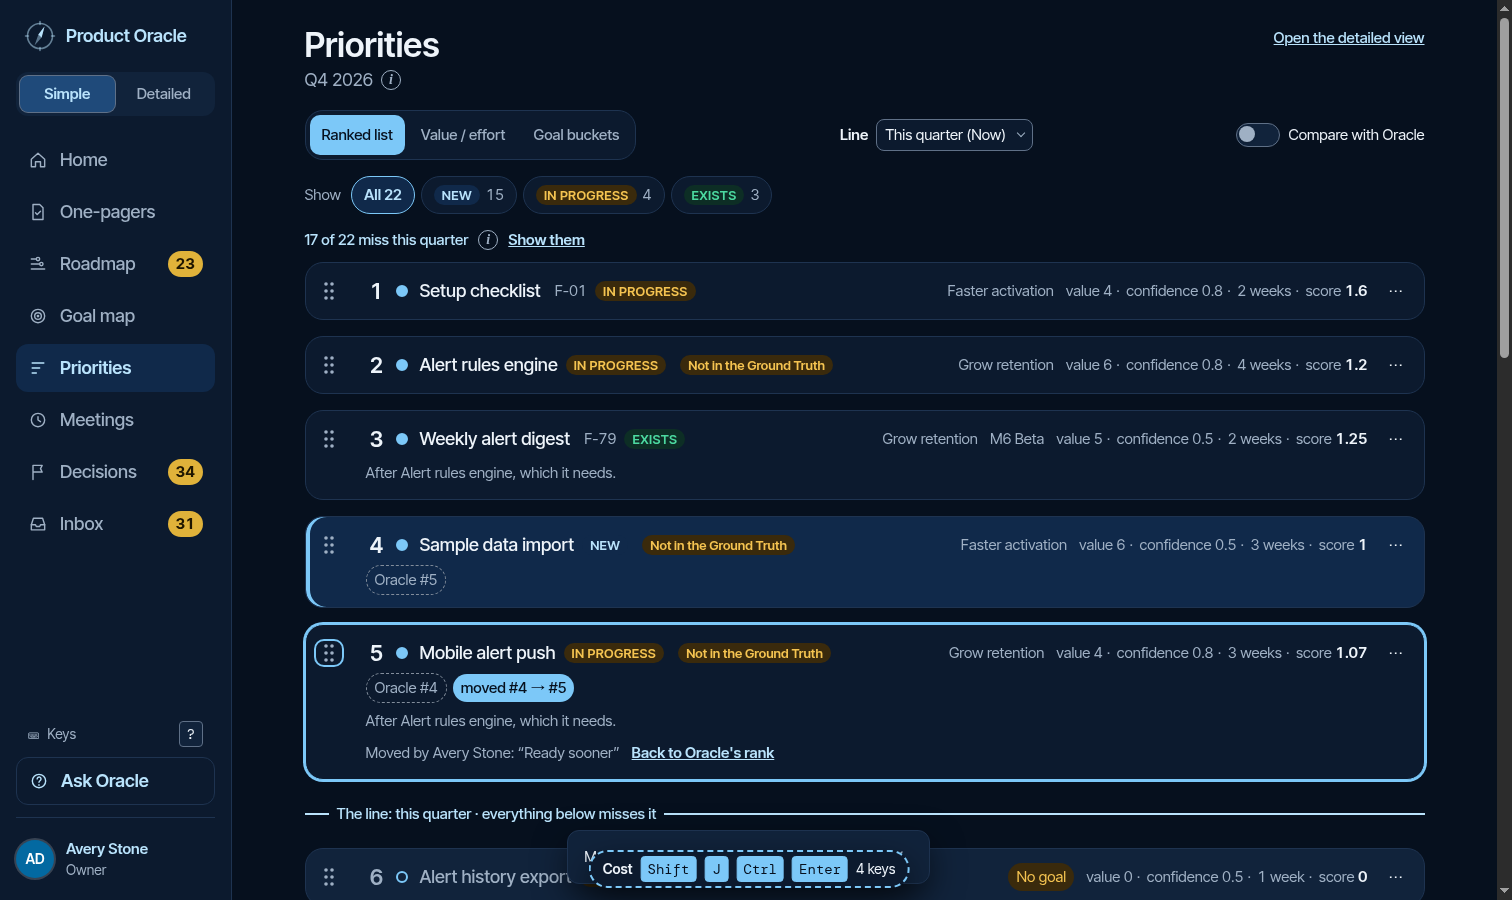 Product Oracle
Simple Detailed
Home
One-pagers
Roadmap 23
Goal map
Priorities
Meetings
Decisions 34
Inbox 31
Keys ?
Ask Oracle
AD Avery Stone
Owner
Priorities
Open the detailed view
Q4 2026 i
Ranked list Value / effort Goal buckets
Line This quarter (Now)
Compare with Oracle
Show All 22 NEW 15 IN PROGRESS 4 EXISTS 3
17 of 22 miss this quarter i Show them
1 Setup checklist F-01 IN PROGRESS Faster activation value 4 · confidence 0.8 · 2 weeks · score 1.6 ...
2 Alert rules engine IN PROGRESS Not in the Ground Truth Grow retention value 6 · confidence 0.8 · 4 weeks · score 1.2 ...
3 Weekly alert digest F-79 EXISTS Grow retention M6 Beta value 5 · confidence 0.5 · 2 weeks · score 1.25 ...
After Alert rules engine, which it needs.
4 Sample data import NEW Not in the Ground Truth Faster activation value 6 · confidence 0.5 · 3 weeks · score 1 ...
Oracle #5
5 Mobile alert push IN PROGRESS Not in the Ground Truth Grow retention value 4 · confidence 0.8 · 3 weeks · score 1.07 ...
Oracle #4 moved #4 → #5
After Alert rules engine, which it needs.
Moved by Avery Stone: “Ready sooner” Back to Oracle's rank
The line: this quarter · everything below misses it
6 Alert history export No goal value 0 · confidence 0.5 · 1 week · score 0 ...
Cost Shift J Ctrl Enter 4 keys